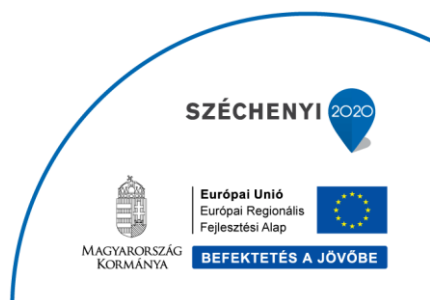 SZÉCHENYI 2020
Európai Unió
Európai Regionális
Fejlesztési Alap
MAGYARORSZÁG
KORMÁNYA
BEFEKTETÉS A JÖVŐBE